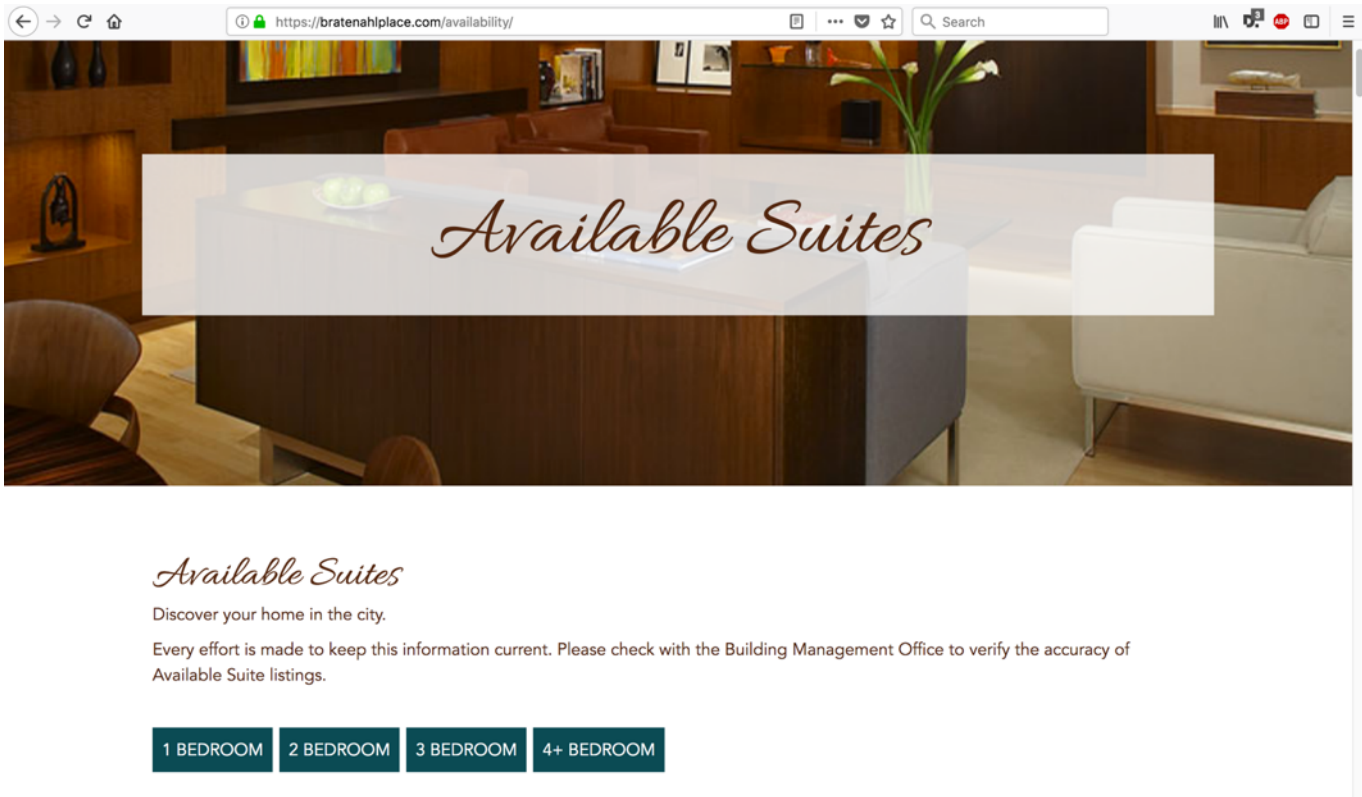 https://bratenahlplace.com/availability/
Search
3
ABP
Available Suites
Available Suites
Discover your home in the city.
Every effort is made to keep this information current. Please check with the Building Management Office to verify the accuracy of
Available Suite listings.
1 BEDROOM 2 BEDROOM 3 BEDROOM 4+ BEDROOM